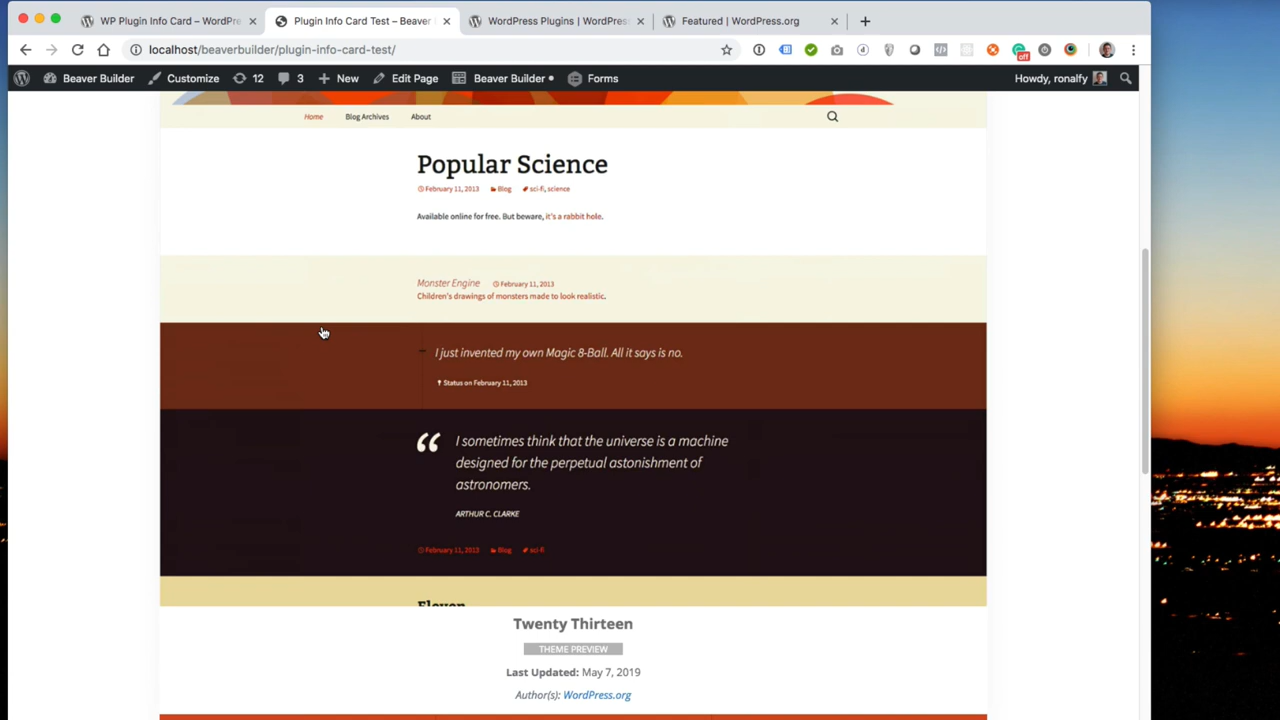 WP Plugin Info Card – WordPre
Plugin Info Card Test – Beaver
WordPress Plugins | WordPress
Featured | WordPress.org
localhost/beaverbuilder/plugin-info-card-test/
off
Beaver Builder
Customize
12
3
New
Edit Page
Beaver Builder
Forms
Howdy, ronalfy
Home
Blog Archives
About
Popular Science
February 11, 2013
Blog
sci-fi, science
Available online for free. But beware, it's a rabbit hole.
Monster Engine
February 11, 2013
Children's drawings of monsters made to look realistic.
I just invented my own Magic 8-Ball. All it says is no.
Status on February 11, 2013
“ I sometimes think that the universe is a machine
designed for the perpetual astonishment of
astronomers.
ARTHUR C. CLARKE
February 11, 2013
Blog
sci-fi
Eleven
Twenty Thirteen
THEME PREVIEW
Last Updated: May 7, 2019
Author(s): WordPress.org